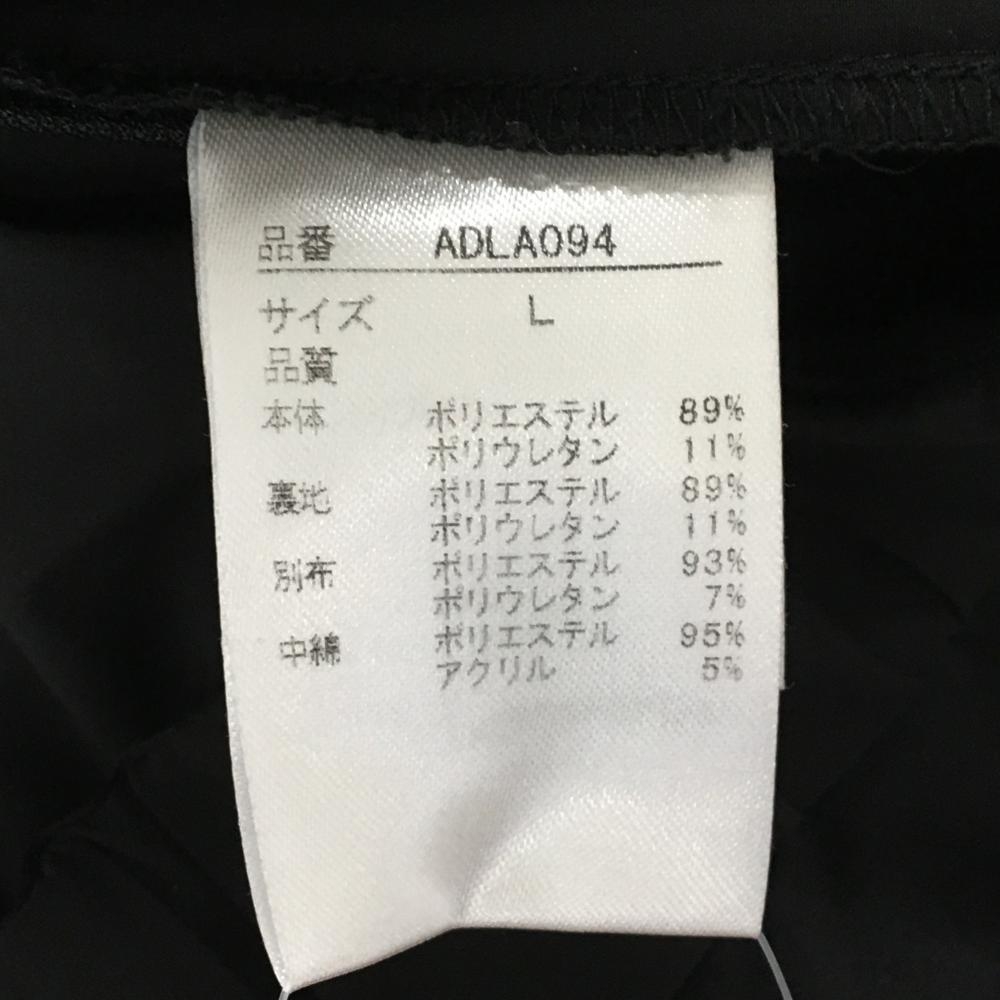 品番 ADLA094
サイズ L
品質
本体 ポリエステル 89%
ポリウレタン 11%
裏地 ポリエステル 89%
ポリウレタン 11%
別布 ポリエステル 93%
ポリウレタン 7%
中綿 ポリエステル 95%
アクリル 5%